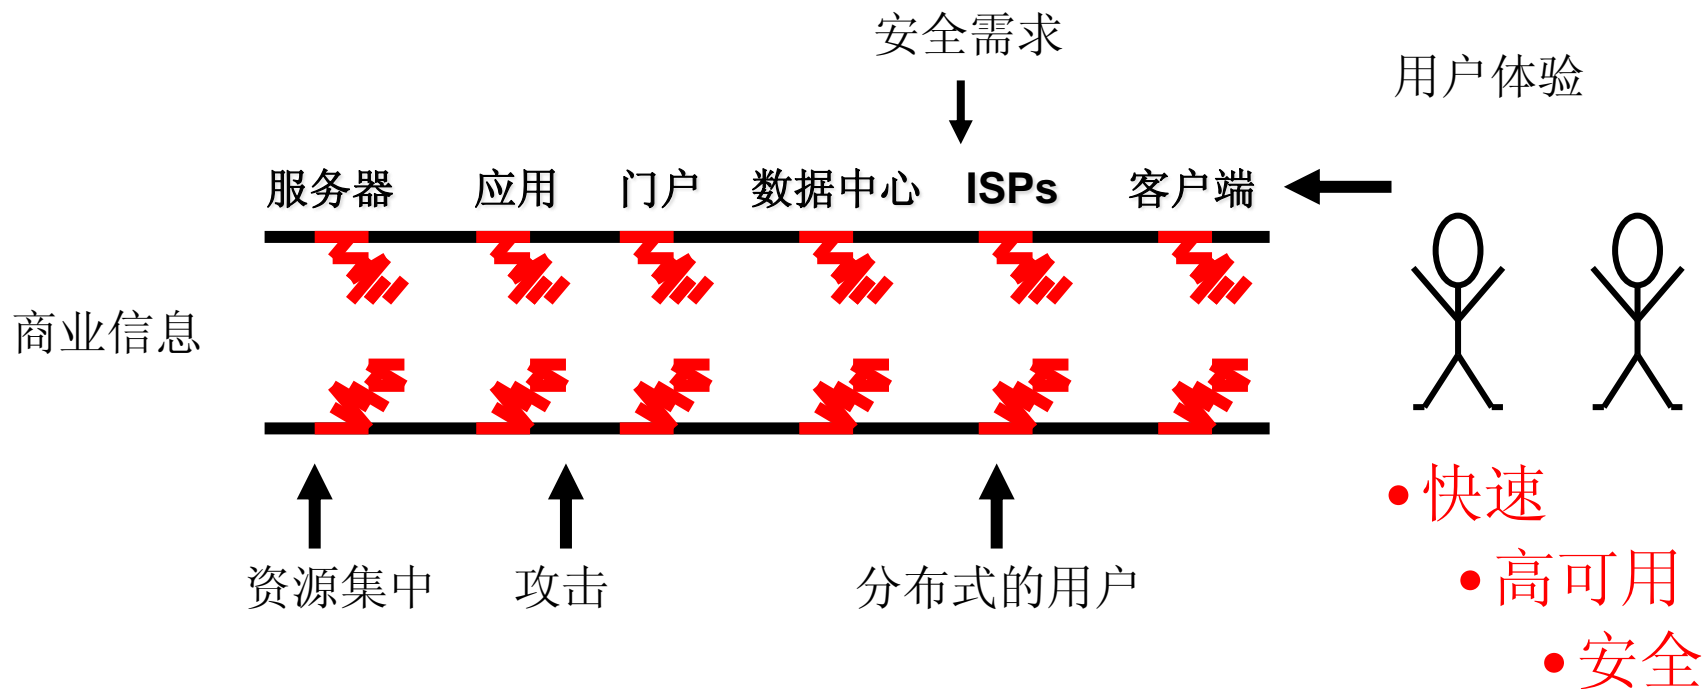 安全需求
用户体验
服务器 应用 门户 数据中心 ISPs 客户端
商业信息
•快速
•高可用
•安全
资源集中 攻击 分布式的用户